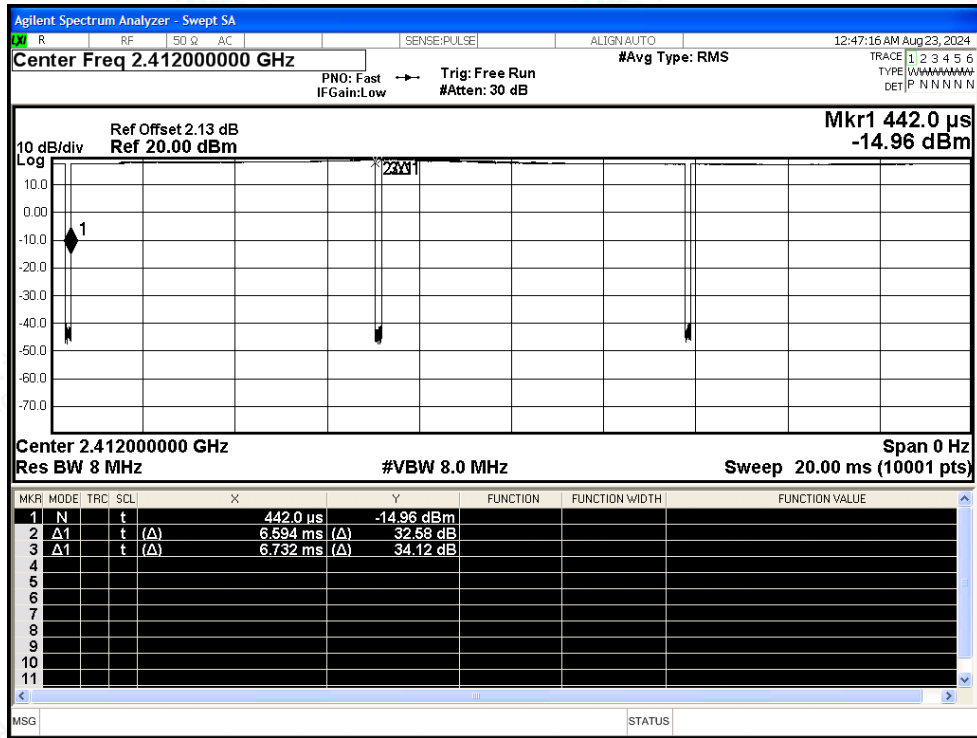 Agilent Spectrum Analyzer - Swept SA
LXI R RF 50 Ω AC SENSE:PULSE ALIGN AUTO 12:47:16 AM Aug 23, 2024
Center Freq 2.412000000 GHz #Avg Type: RMS TRACE 1 2 3 4 5 6
PNO: Fast Trig: Free Run TYPE
IFGain:Low #Atten: 30 dB DET P N N N N N
Mkr1 442.0 µs
Ref Offset 2.13 dB
10 dB/div Ref 20.00 dBm -14.96 dBm
Log
10.0
0.00
1
-10.0
-20.0
-30.0
-40.0
-50.0
-60.0
-70.0
Center 2.412000000 GHz Span 0 Hz
Res BW 8 MHz #VBW 8.0 MHz Sweep 20.00 ms (10001 pts)
MKR MODE TRC SCL X Y FUNCTION FUNCTION WIDTH FUNCTION VALUE
1 N t 442.0 µs -14.96 dBm
2 Δ1 t (Δ) 6.594 ms (Δ) 32.58 dB
3 Δ1 t (Δ) 6.732 ms (Δ) 34.12 dB
4
5
6
7
8
9
10
11
MSG STATUS